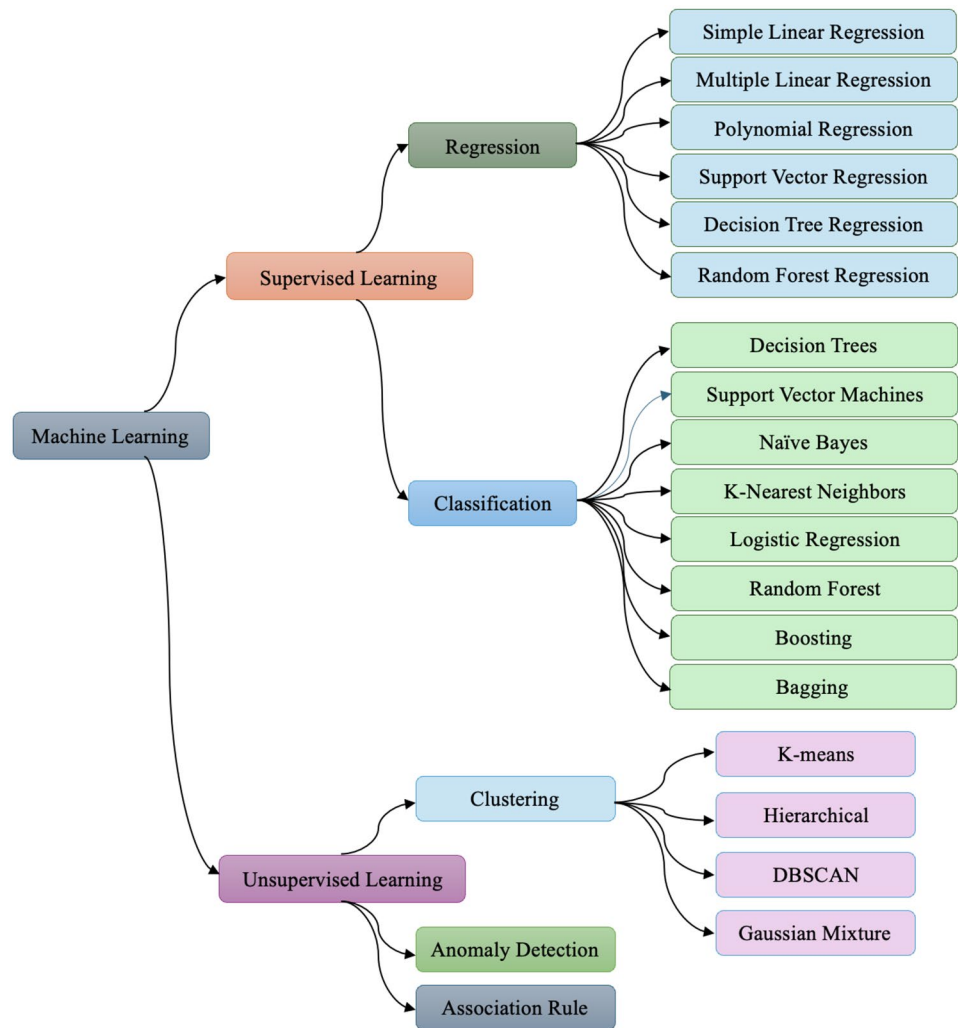 Machine Learning
Supervised Learning
Regression
Simple Linear Regression
Multiple Linear Regression
Polynomial Regression
Support Vector Regression
Decision Tree Regression
Random Forest Regression
Classification
Decision Trees
Support Vector Machines
Naïve Bayes
K-Nearest Neighbors
Logistic Regression
Random Forest
Boosting
Bagging
Unsupervised Learning
Clustering
K-means
Hierarchical
DBSCAN
Gaussian Mixture
Anomaly Detection
Association Rule